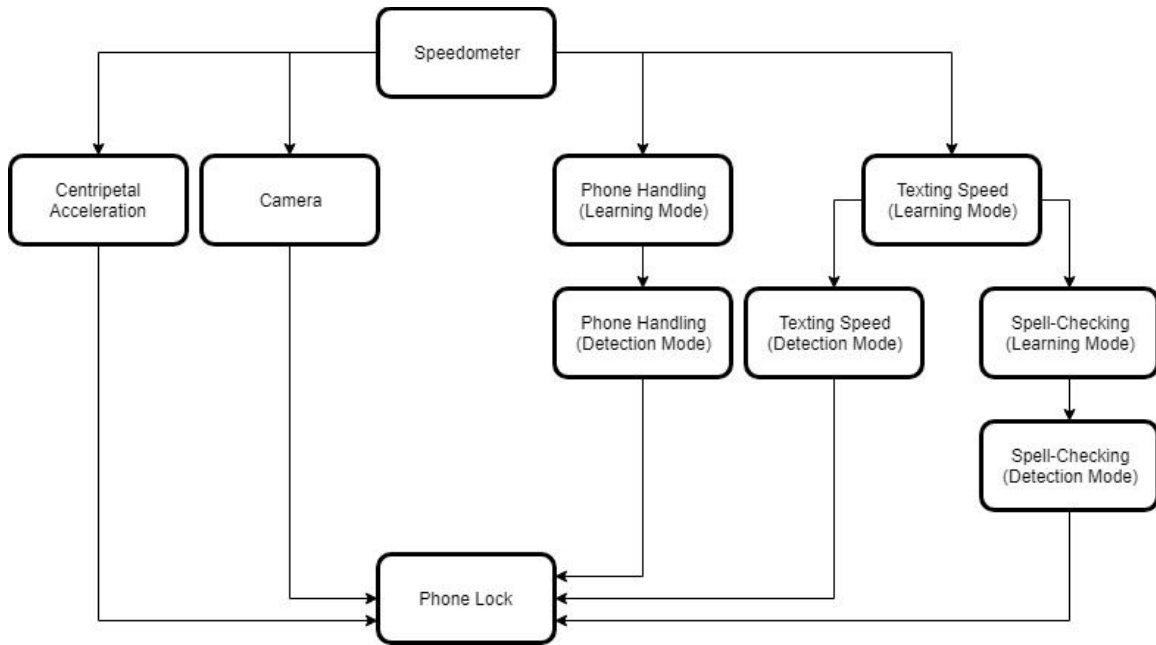 Speedometer
Centripetal
Acceleration
Camera
Phone Handling
(Learning Mode)
Texting Speed
(Learning Mode)
Phone Handling
(Detection Mode)
Texting Speed
(Detection Mode)
Spell-Checking
(Learning Mode)
Spell-Checking
(Detection Mode)
Phone Lock